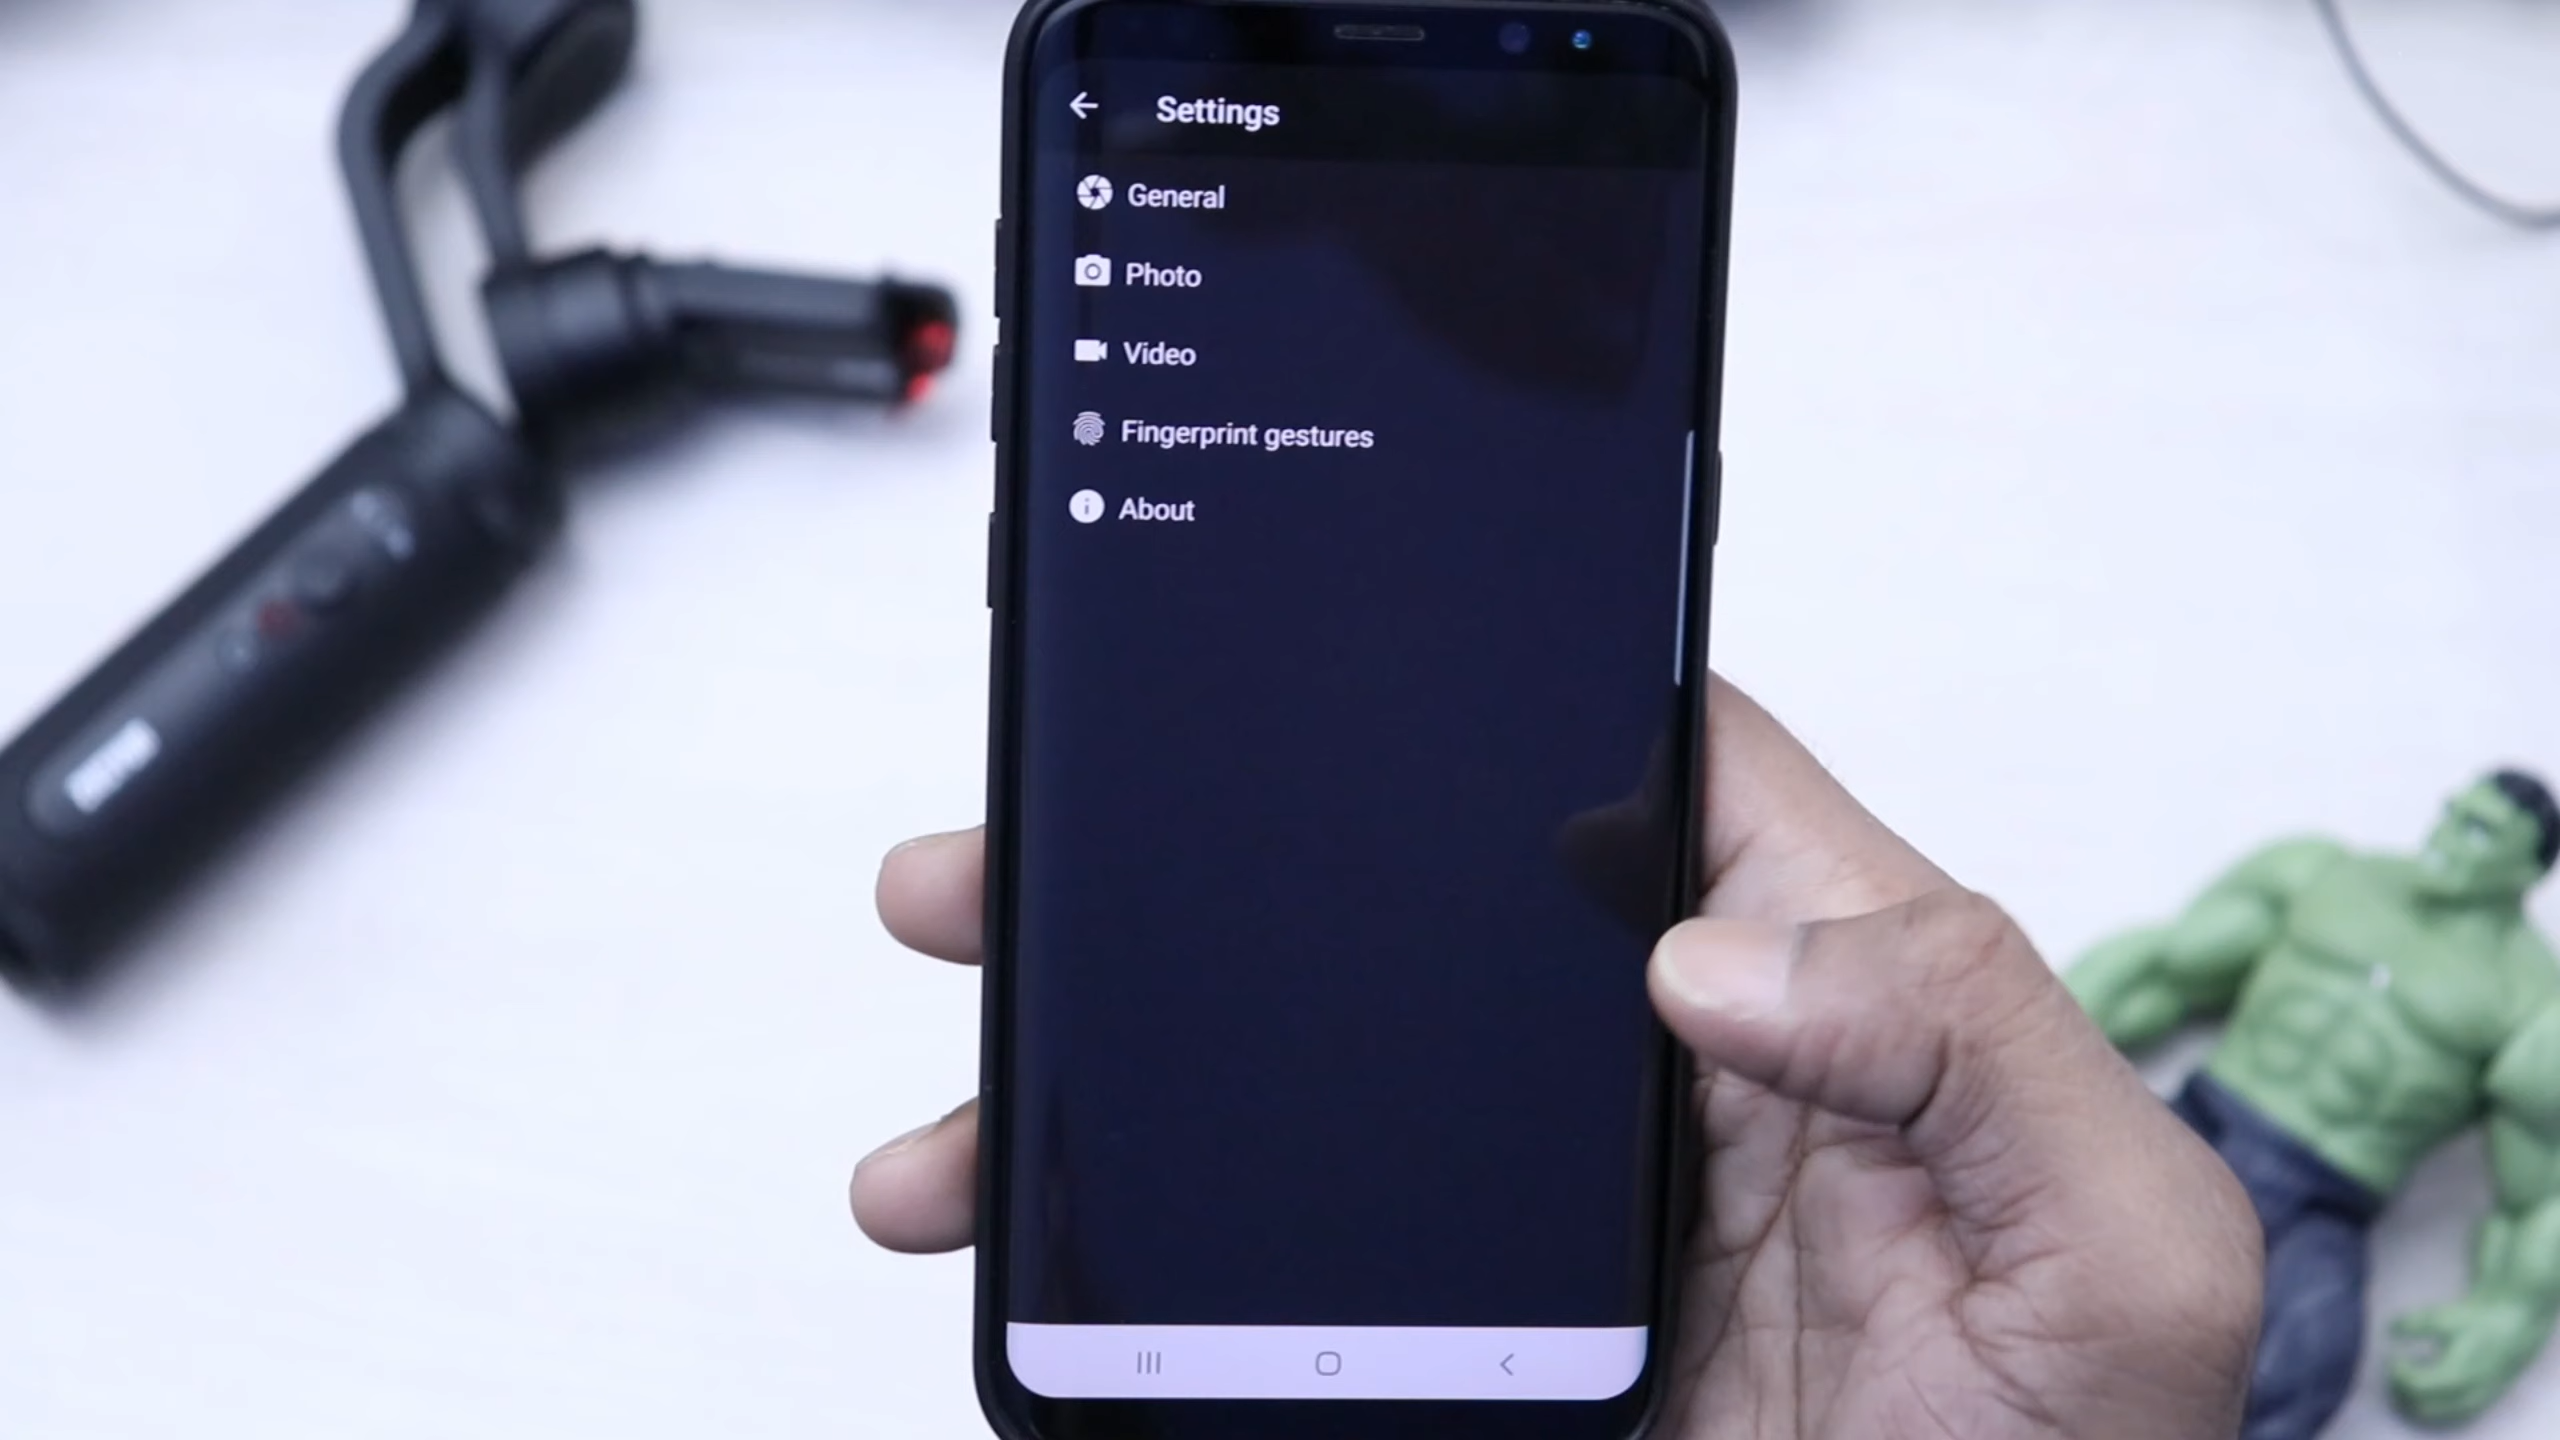 Settings
General
Photo
Video
Fingerprint gestures
About